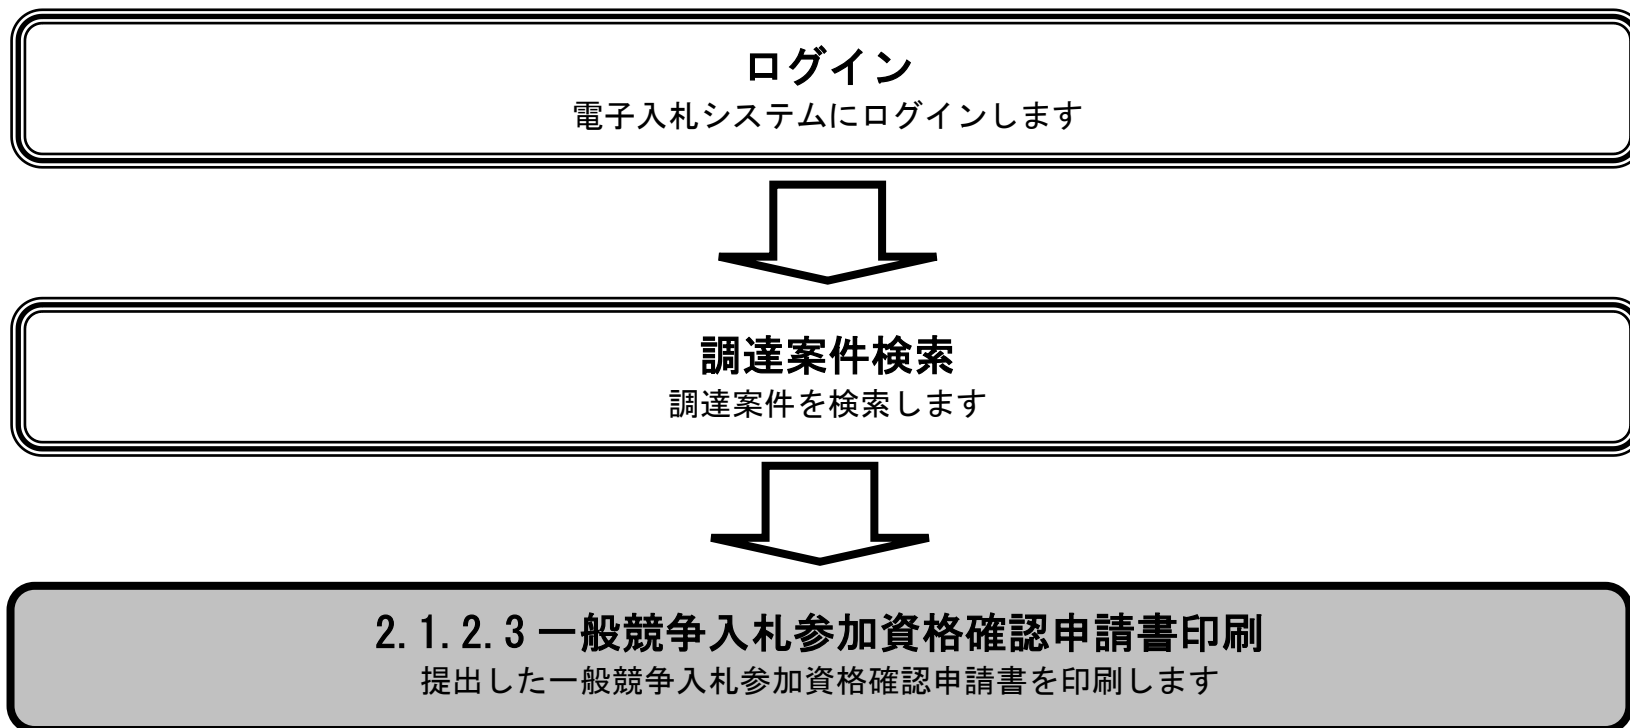 ログイン
電子入札システムにログインします
調達案件検索
調達案件を検索します
2.1.2.3 一般競争入札参加資格確認申請書印刷
提出した一般競争入札参加資格確認申請書を印刷します